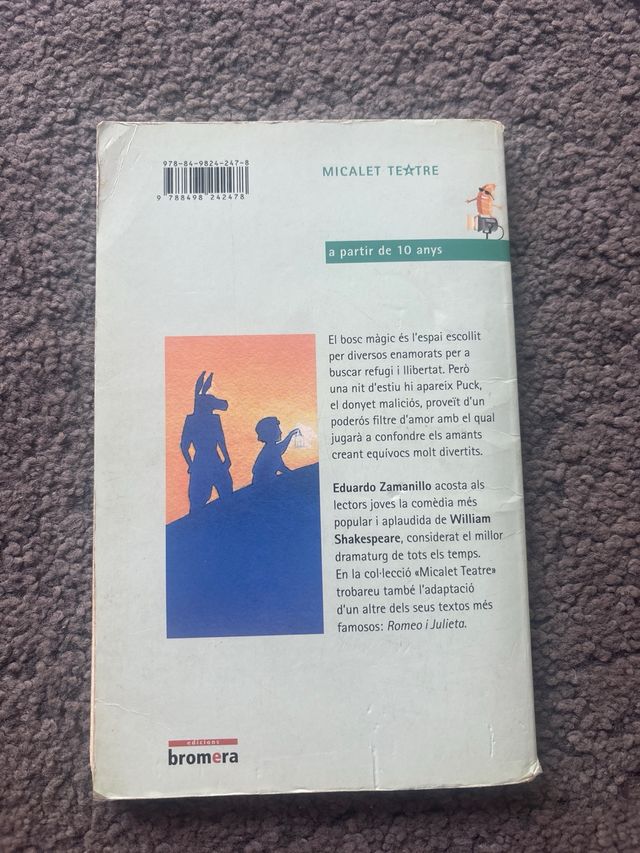 978-84-9824-247-8
9 788498 242478
MICALET TEATRE
a partir de 10 anys
El bosc màgic és l'espai escollit
per diversos enamorats per a
buscar refugi i llibertat. Però
una nit d'estiu hi apareix Puck,
el donyet maliciós, proveït d'un
poderós filtre d'amor amb el qual
jugarà a confondre els amants
creant equívocs molt divertits.
Eduardo Zamanillo acosta als
lectors joves la comèdia més
popular i aplaudida de William
Shakespeare, considerat el millor
dramaturg de tots els temps.
En la col·lecció «Micalet Teatre»
trobareu també l'adaptació
d'un altre dels seus textos més
famosos: Romeo i Julieta.
edicions
bromera